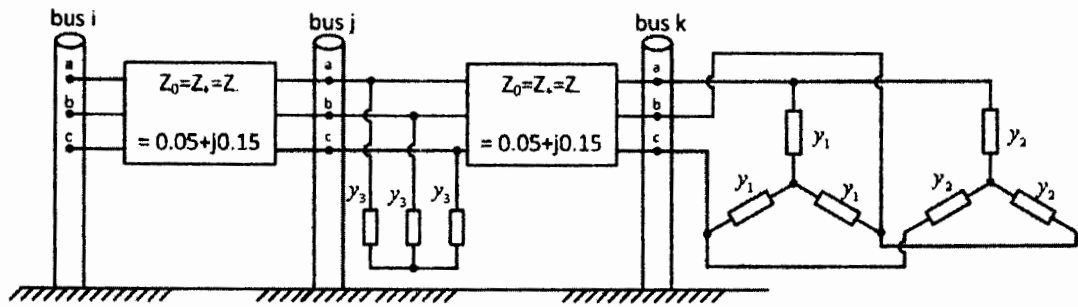 bus i
bus j
bus k
a
b
c
Z₀=Z₊=Z₋
= 0.05+j0.15
a
b
c
Z₀=Z₊=Z₋
= 0.05+j0.15
a
b
c
y₁
y₂
y₁
y₁
y₂
y₂
y₃
y₃
y₃